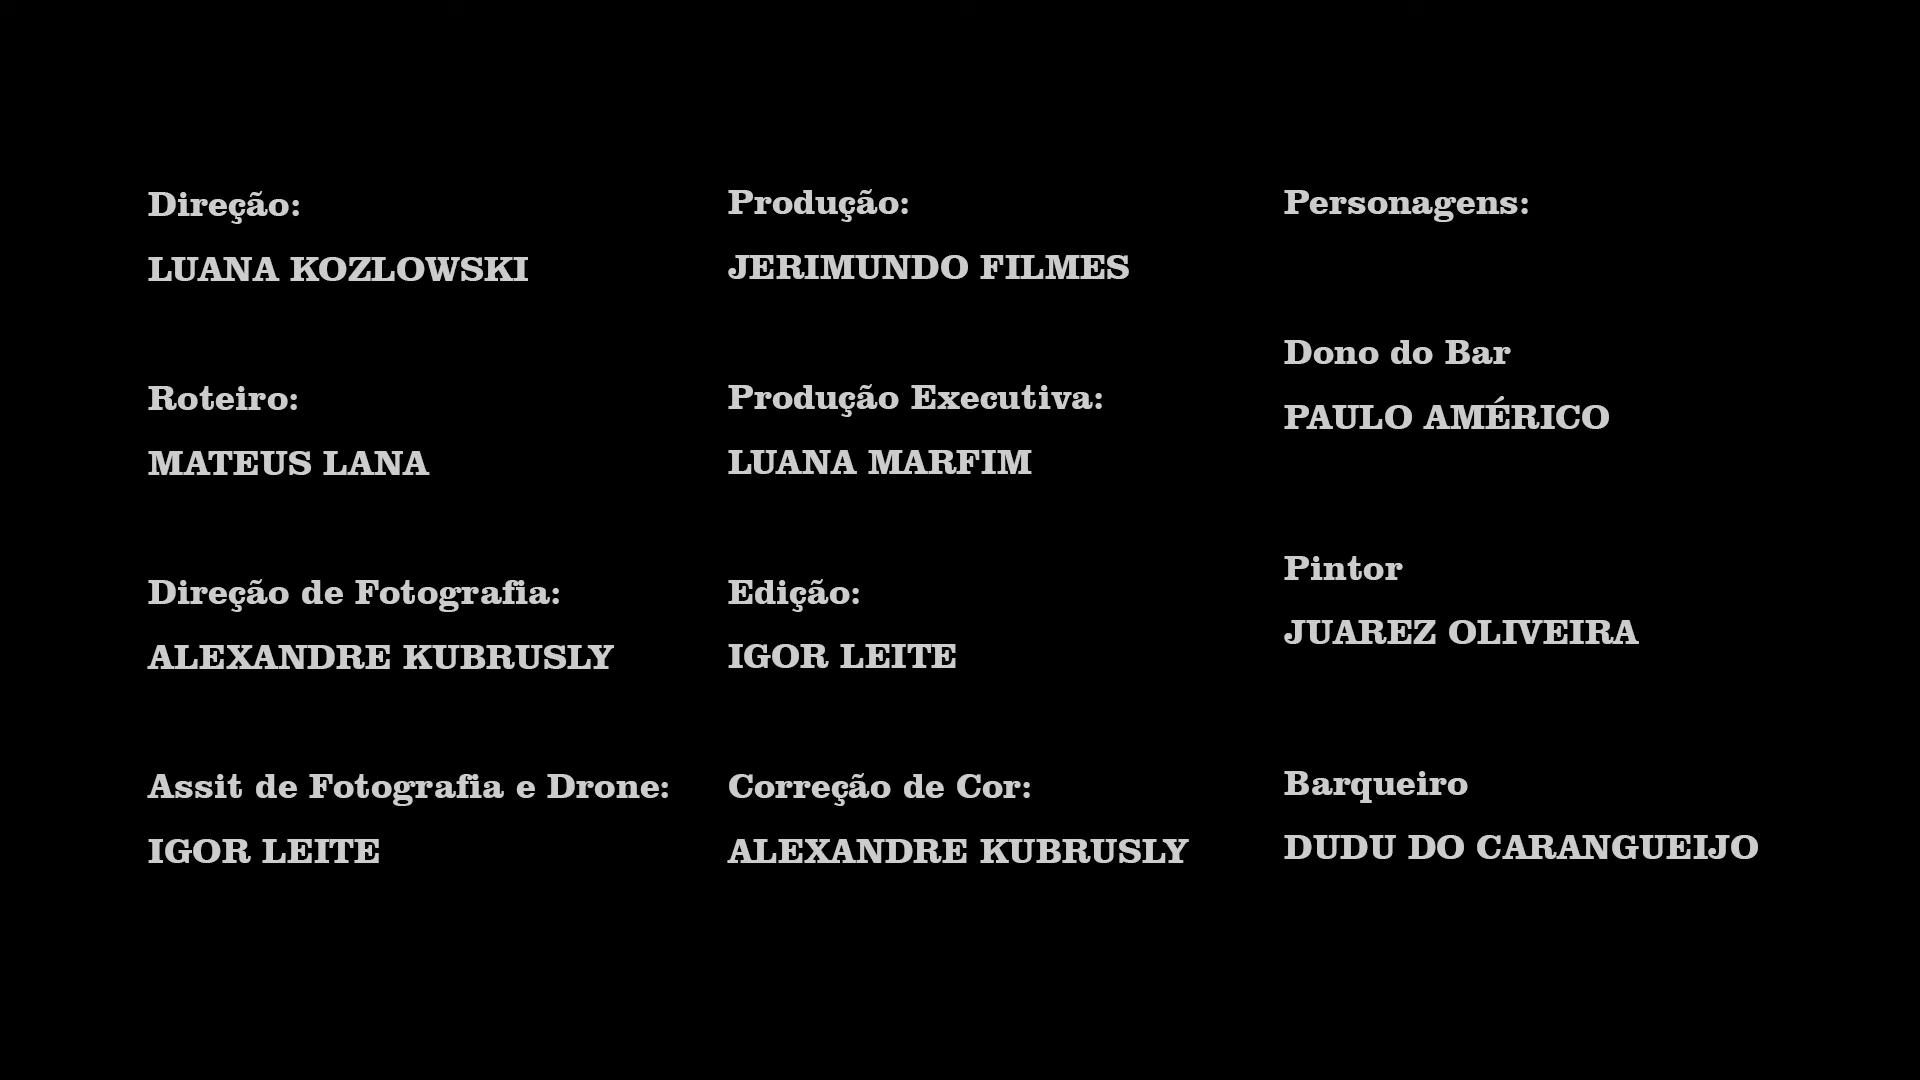 Direção:
LUANA KOZLOWSKI
Roteiro:
MATEUS LANA
Direção de Fotografia:
ALEXANDRE KUBRUSLY
Assit de Fotografia e Drone:
IGOR LEITE
Produção:
JERIMUNDO FILMES
Produção Executiva:
LUANA MARFIM
Edição:
IGOR LEITE
Correção de Cor:
ALEXANDRE KUBRUSLY
Personagens:
Dono do Bar
PAULO AMÉRICO
Pintor
JUAREZ OLIVEIRA
Barqueiro
DUDU DO CARANGUEIJO